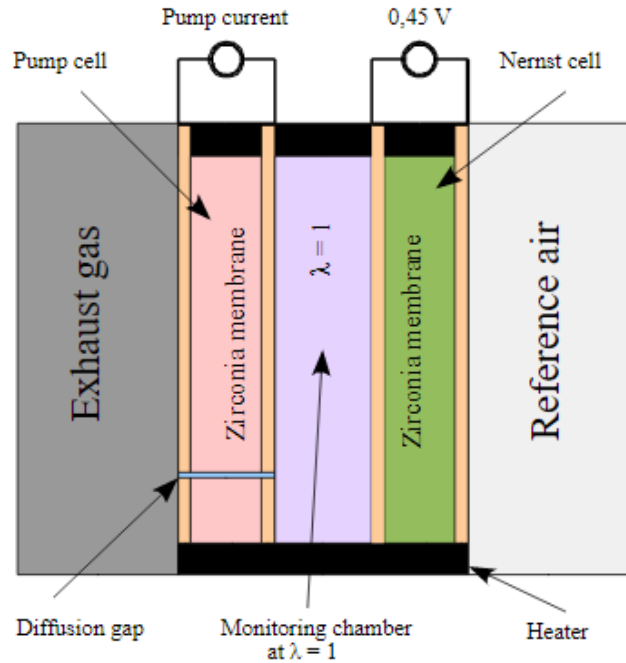 Pump current
0,45 V
Pump cell
Nernst cell
Exhaust gas
Zirconia membrane
λ = 1
Zirconia membrane
Reference air
Diffusion gap
Monitoring chamber
at λ = 1
Heater